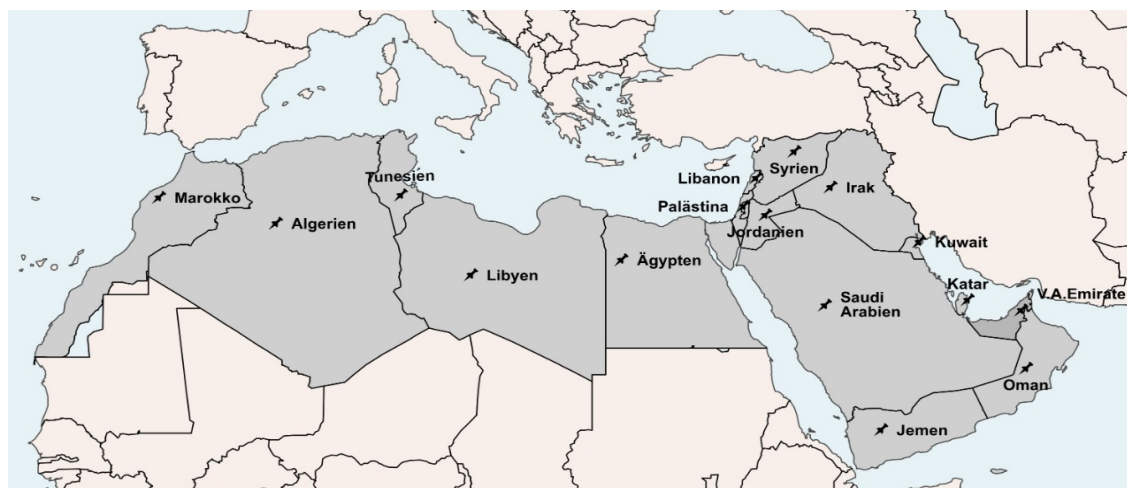 Tunesien
Marokko
Algerien
Libyen
Ägypten
Libanon
Syrien
Irak
Palästina
Jordanien
Kuwait
Katar
V.A.Emirate
Saudi
Arabien
Oman
Jemen